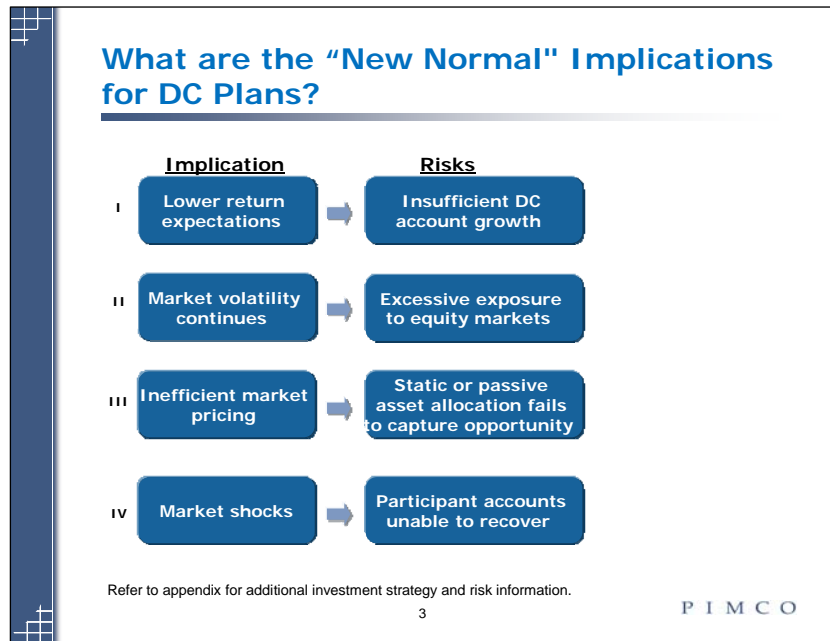 What are the “New Normal" Implications
for DC Plans?
Implication
Risks
I
Lower return
expectations
Insufficient DC
account growth
II
Market volatility
continues
Excessive exposure
to equity markets
III
Inefficient market
pricing
Static or passive
asset allocation fails
to capture opportunity
IV
Market shocks
Participant accounts
unable to recover
Refer to appendix for additional investment strategy and risk information.
3
PIMCO